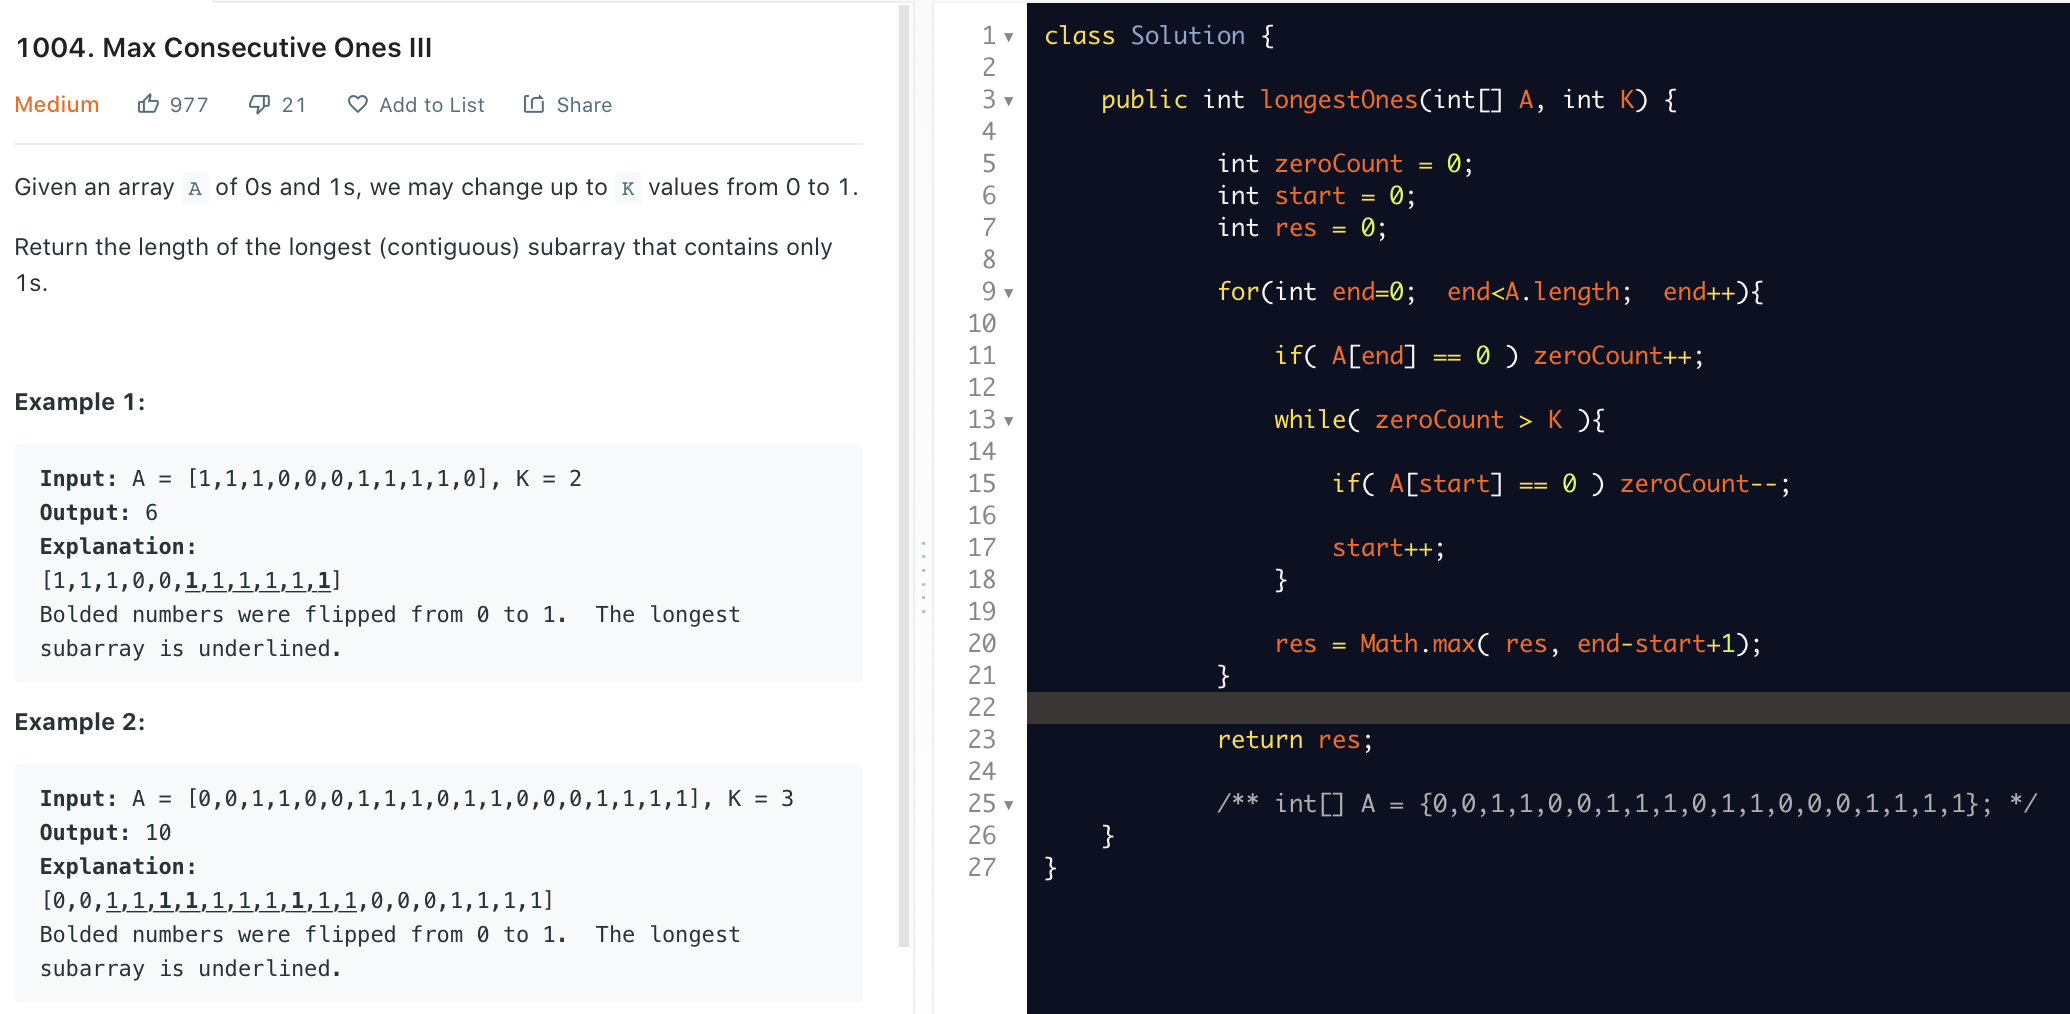 1004. Max Consecutive Ones III
Medium 977 21 Add to List Share
Given an array A of 0s and 1s, we may change up to K values from 0 to 1.
Return the length of the longest (contiguous) subarray that contains only
1s.
Example 1:
Input: A = [1,1,1,0,0,0,1,1,1,1,0], K = 2
Output: 6
Explanation:
[1,1,1,0,0,1,1,1,1,1,1]
Bolded numbers were flipped from 0 to 1.  The longest
subarray is underlined.
Example 2:
Input: A = [0,0,1,1,0,0,1,1,1,0,1,1,0,0,0,1,1,1,1], K = 3
Output: 10
Explanation:
[0,0,1,1,1,1,1,1,1,1,1,1,0,0,0,1,1,1,1]
Bolded numbers were flipped from 0 to 1.  The longest
subarray is underlined.
1 class Solution {
2
3     public int longestOnes(int[] A, int K) {
4
5             int zeroCount = 0;
6             int start = 0;
7             int res = 0;
8
9             for(int end=0;  end<A.length;  end++){
10
11                 if( A[end] == 0 ) zeroCount++;
12
13                 while( zeroCount > K ){
14
15                     if( A[start] == 0 ) zeroCount--;
16
17                     start++;
18                 }
19
20                 res = Math.max( res, end-start+1);
21             }
22
23             return res;
24
25             /** int[] A = {0,0,1,1,0,0,1,1,1,0,1,1,0,0,0,1,1,1,1}; */
26     }
27 }